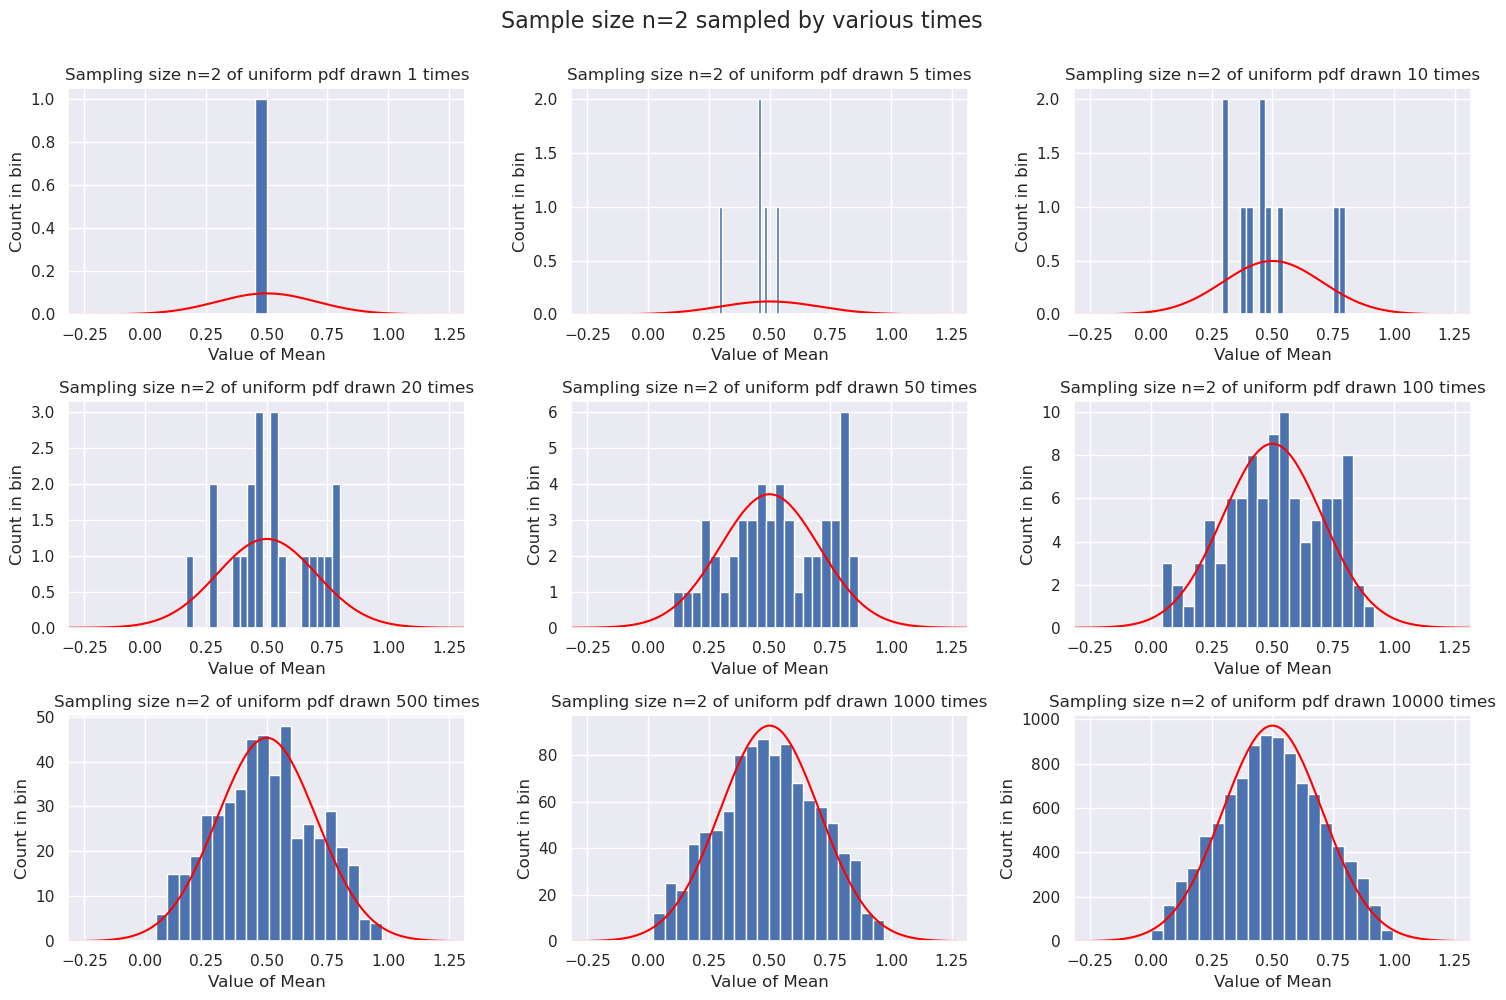 Sample size n=2 sampled by various times
Sampling size n=2 of uniform pdf drawn 1 times
Count in bin
1.0
0.8
0.6
0.4
0.2
0.0
−0.25 0.00 0.25 0.50 0.75 1.00 1.25
Value of Mean
Sampling size n=2 of uniform pdf drawn 5 times
Count in bin
2.0
1.5
1.0
0.5
0.0
−0.25 0.00 0.25 0.50 0.75 1.00 1.25
Value of Mean
Sampling size n=2 of uniform pdf drawn 10 times
Count in bin
2.0
1.5
1.0
0.5
0.0
−0.25 0.00 0.25 0.50 0.75 1.00 1.25
Value of Mean
Sampling size n=2 of uniform pdf drawn 20 times
Count in bin
3.0
2.5
2.0
1.5
1.0
0.5
0.0
−0.25 0.00 0.25 0.50 0.75 1.00 1.25
Value of Mean
Sampling size n=2 of uniform pdf drawn 50 times
Count in bin
6
5
4
3
2
1
0
−0.25 0.00 0.25 0.50 0.75 1.00 1.25
Value of Mean
Sampling size n=2 of uniform pdf drawn 100 times
Count in bin
10
8
6
4
2
0
−0.25 0.00 0.25 0.50 0.75 1.00 1.25
Value of Mean
Sampling size n=2 of uniform pdf drawn 500 times
Count in bin
50
40
30
20
10
0
−0.25 0.00 0.25 0.50 0.75 1.00 1.25
Value of Mean
Sampling size n=2 of uniform pdf drawn 1000 times
Count in bin
80
60
40
20
0
−0.25 0.00 0.25 0.50 0.75 1.00 1.25
Value of Mean
Sampling size n=2 of uniform pdf drawn 10000 times
Count in bin
1000
800
600
400
200
0
−0.25 0.00 0.25 0.50 0.75 1.00 1.25
Value of Mean